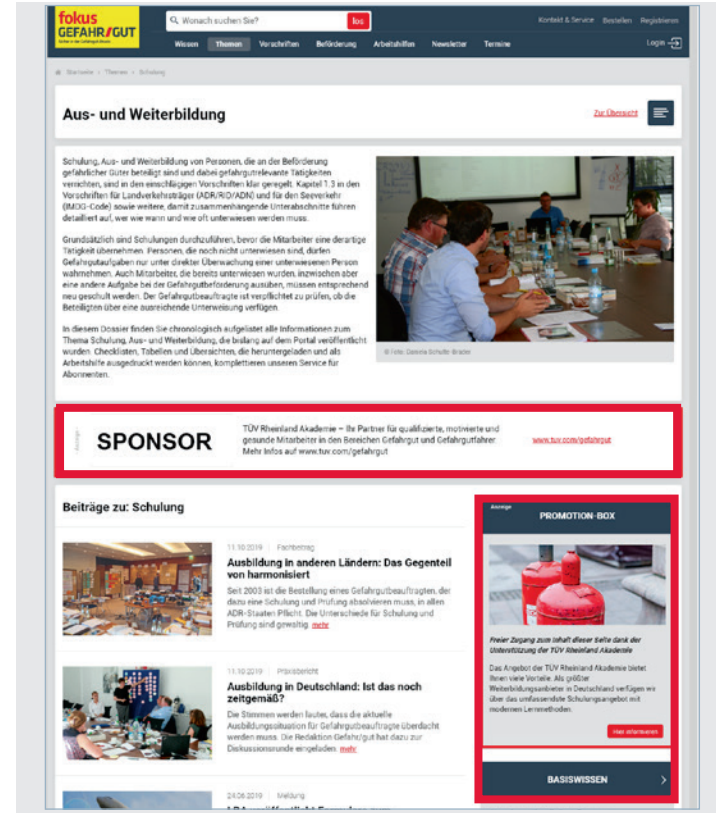 fokus
GEFAHR/GUT
Wonach suchen Sie?
los
Kontakt & Service Bestellen Registrieren
Wissen Themen Vorschriften Beförderung Arbeitshilfen Newsletter Termine
Login
Startseite > Themen > Schulung
Aus- und Weiterbildung
Zur Übersicht
Schulung, Aus- und Weiterbildung von Personen, die an der Beförderung
gefährlicher Güter beteiligt sind und dabei gefahrgutrelevante Tätigkeiten
verrichten, sind in den einschlägigen Vorschriften klar geregelt. Kapitel 1.3 in den
Vorschriften für Landverkehrsträger (ADR/RID/ADN) und für den Seeverkehr
(IMDG-Code) sowie weitere, damit zusammenhängende Unterabschnitte führen
detailliert auf, wer wie wann und wie oft unterwiesen werden muss.
Grundsätzlich sind Schulungen durchzuführen, bevor die Mitarbeiter eine derartige
Tätigkeit übernehmen. Personen, die noch nicht unterwiesen sind, dürfen
Gefahrgutaufgaben nur unter direkter Überwachung einer unterwiesenen Person
wahrnehmen. Auch Mitarbeiter, die bereits unterwiesen wurden, inzwischen aber
eine andere Aufgabe bei der Gefahrgutbeförderung ausüben, müssen entsprechend
neu geschult werden. Der Gefahrgutbeauftragte ist verpflichtet zu prüfen, ob die
Beteiligten über eine ausreichende Unterweisung verfügen.
In diesem Dossier finden Sie chronologisch aufgelistet alle Informationen zum
Thema Schulung, Aus- und Weiterbildung, die bislang auf dem Portal veröffentlicht
wurden. Checklisten, Tabellen und Übersichten, die heruntergeladen und als
Arbeitshilfe ausgedruckt werden können, komplettieren unseren Service für
Abonnenten.
© Foto: Daniela Schulte-Brader
- Anzeige -
SPONSOR
TÜV Rheinland Akademie – Ihr Partner für qualifizierte, motivierte und
gesunde Mitarbeiter in den Bereichen Gefahrgut und Gefahrgutfahrer.
Mehr Infos auf www.tuv.com/gefahrgut
www.tuv.com/gefahrgut
Beiträge zu: Schulung
11.10.2019 | Fachbeitrag
Ausbildung in anderen Ländern: Das Gegenteil
von harmonisiert
Seit 2003 ist die Bestellung eines Gefahrgutbeauftragten, der
dazu eine Schulung und Prüfung absolvieren muss, in allen
ADR-Staaten Pflicht. Die Unterschiede für Schulung und
Prüfung sind gewaltig. mehr
11.10.2019 | Praxisbericht
Ausbildung in Deutschland: Ist das noch
zeitgemäß?
Die Stimmen werden lauter, dass die aktuelle
Ausbildungssituation für Gefahrgutbeauftragte überdacht
werden muss. Die Redaktion Gefahr/gut hat dazu zur
Diskussionsrunde eingeladen. mehr
24.06.2019 | Meldung
Anzeige
PROMOTION-BOX
Freier Zugang zum Inhalt dieser Seite dank der
Unterstützung der TÜV Rheinland Akademie
Das Angebot der TÜV Rheinland Akademie bietet
Ihnen viele Vorteile. Als größter
Weiterbildungsanbieter in Deutschland verfügen wir
über das umfassendste Schulungsangebot mit
modernen Lernmethoden.
Hier informieren
BASISWISSEN